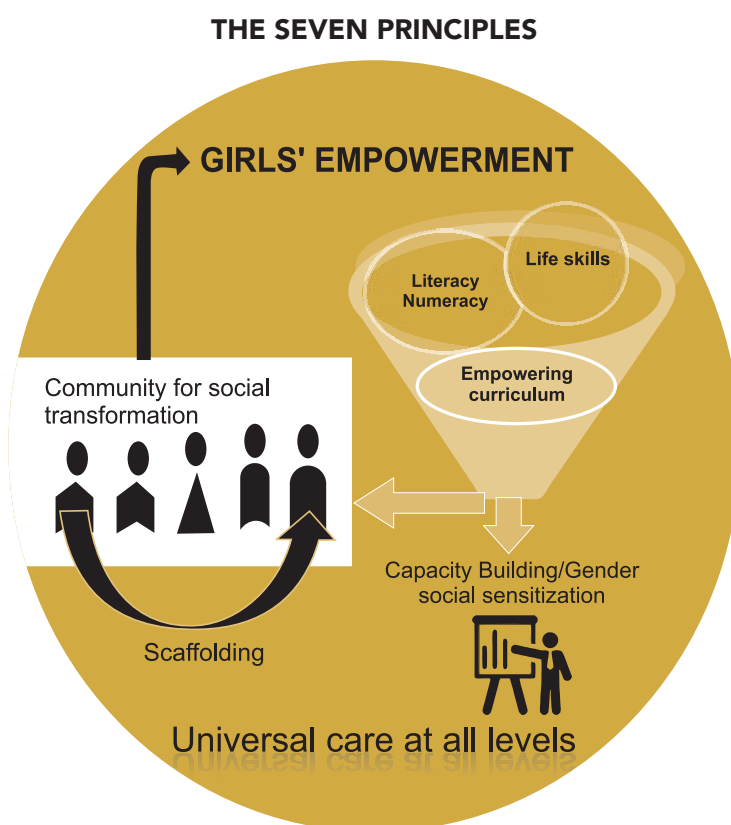 THE SEVEN PRINCIPLES
GIRLS' EMPOWERMENT
Life skills
Literacy
Numeracy
Empowering
curriculum
Community for social
transformation
Capacity Building/Gender
social sensitization
Scaffolding
Universal care at all levels